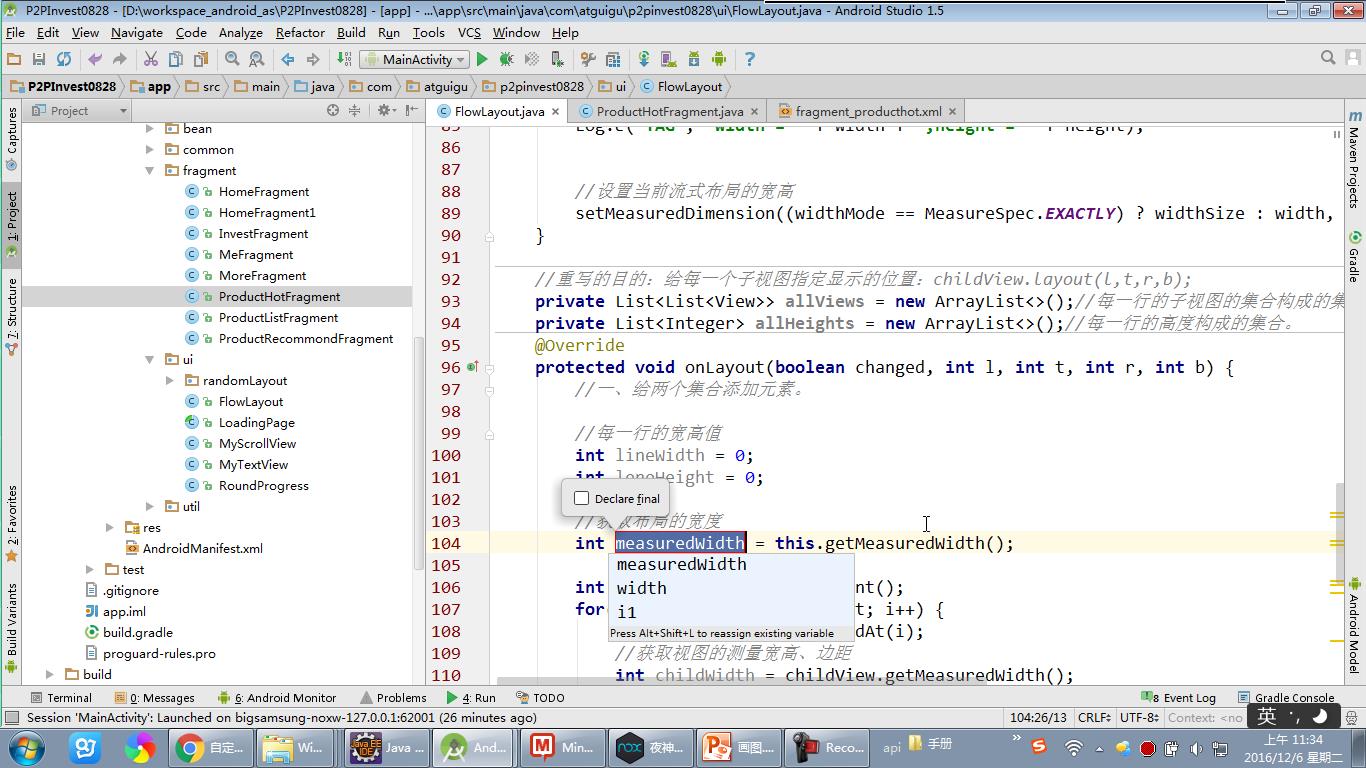 P2PInvest0828 - [D:\workspace_android_as\P2PInvest0828] - [app] - ...\app\src\main\java\com\atguigu\p2pinvest0828\ui\FlowLayout.java - Android Studio 1.5
File Edit View Navigate Code Analyze Refactor Build Run Tools VCS Window Help
MainActivity
P2PInvest0828 app src main java com atguigu p2pinvest0828 ui FlowLayout
Project
FlowLayout.java ProductHotFragment.java fragment_producthot.xml
Captures
1: Project
2: Structure
2: Favorites
Build Variants
bean
common
fragment
HomeFragment
HomeFragment1
InvestFragment
MeFragment
MoreFragment
ProductHotFragment
ProductListFragment
ProductRecommondFragment
ui
randomLayout
FlowLayout
LoadingPage
MyScrollView
MyTextView
RoundProgress
util
res
AndroidManifest.xml
test
.gitignore
app.iml
build.gradle
proguard-rules.pro
build
86
87
88 //设置当前流式布局的宽高
89 setMeasuredDimension((widthMode == MeasureSpec.EXACTLY) ? widthSize : width,
90 }
91
92 //重写的目的：给每一个子视图指定显示的位置：childView.layout(l,t,r,b);
93 private List<List<View>> allViews = new ArrayList<>();//每一行的子视图的集合构成的集
94 private List<Integer> allHeights = new ArrayList<>();//每一行的高度构成的集合。
95 @Override
96 protected void onLayout(boolean changed, int l, int t, int r, int b) {
97 //一、给两个集合添加元素。
98
99 //每一行的宽高值
100 int lineWidth = 0;
101 Height = 0;
102
Declare final
103 布局的宽度
104 int measuredWidth = this.getMeasuredWidth();
105
measuredWidth
width
i1
Press Alt+Shift+L to reassign existing variable
106 int nt();
107 for t; i++) {
108 dAt(i);
109 //获取视图的测量宽高、边距
110 int childWidth = childView.getMeasuredWidth();
Maven Projects
Gradle
Android Model
Terminal 0: Messages 6: Android Monitor Problems 4: Run TODO 8 Event Log Gradle Console
Session 'MainActivity': Launched on bigsamsung-noxw-127.0.0.1:62001 (26 minutes ago) 104:26/13 CRLF UTF-8 Context: <no
英
自定... Wi... Java ... And... Min... 夜神... 画图.... Reco... api 手册
上午 11:34
2016/12/6 星期二